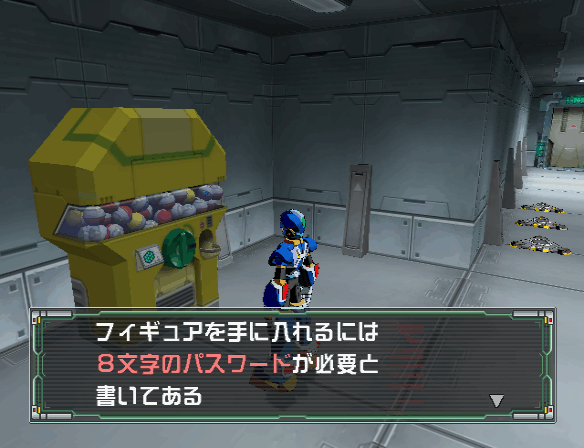 フィギュアを手に入れるには
8文字のパスワードが必要と
書いてある